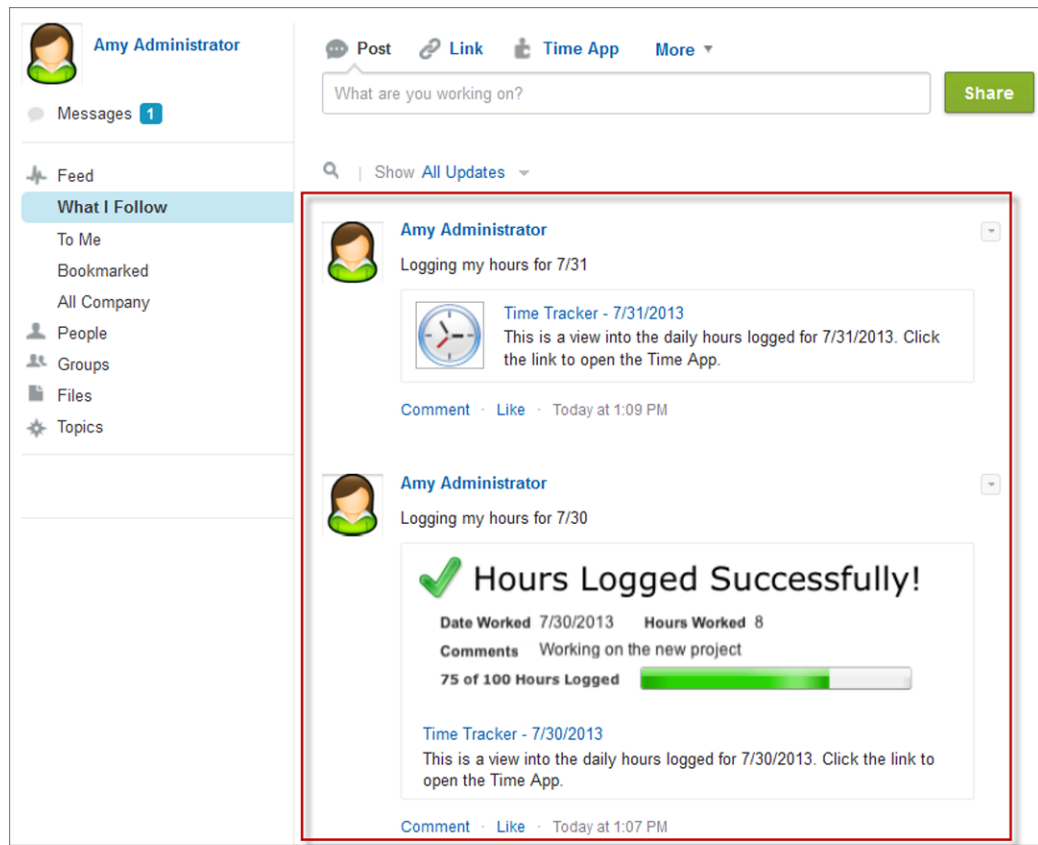 Amy Administrator
Messages 1
Feed
What I Follow
To Me
Bookmarked
All Company
People
Groups
Files
Topics
Post Link Time App More
What are you working on?
Share
Show All Updates
Amy Administrator
Logging my hours for 7/31
Time Tracker - 7/31/2013
This is a view into the daily hours logged for 7/31/2013. Click
the link to open the Time App.
Comment · Like · Today at 1:09 PM
Amy Administrator
Logging my hours for 7/30
Hours Logged Successfully!
Date Worked 7/30/2013 Hours Worked 8
Comments Working on the new project
75 of 100 Hours Logged
Time Tracker - 7/30/2013
This is a view into the daily hours logged for 7/30/2013. Click the link to
open the Time App.
Comment · Like · Today at 1:07 PM